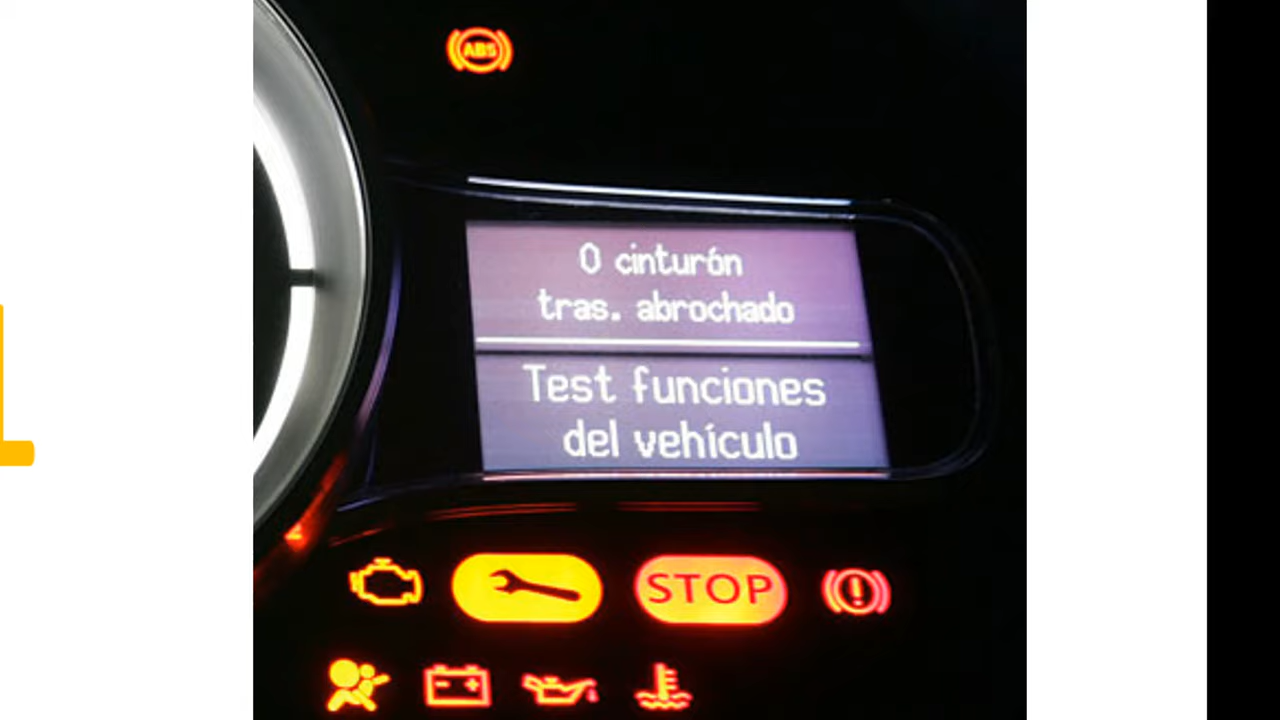 ABS
0 cinturón
tras. abrochado
Test funciones
del vehículo
STOP